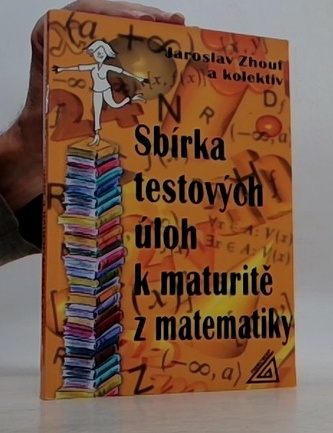 Jaroslav Zhouf
a kolektiv
Sbírka
testových
úloh
k maturitě
z matematiky